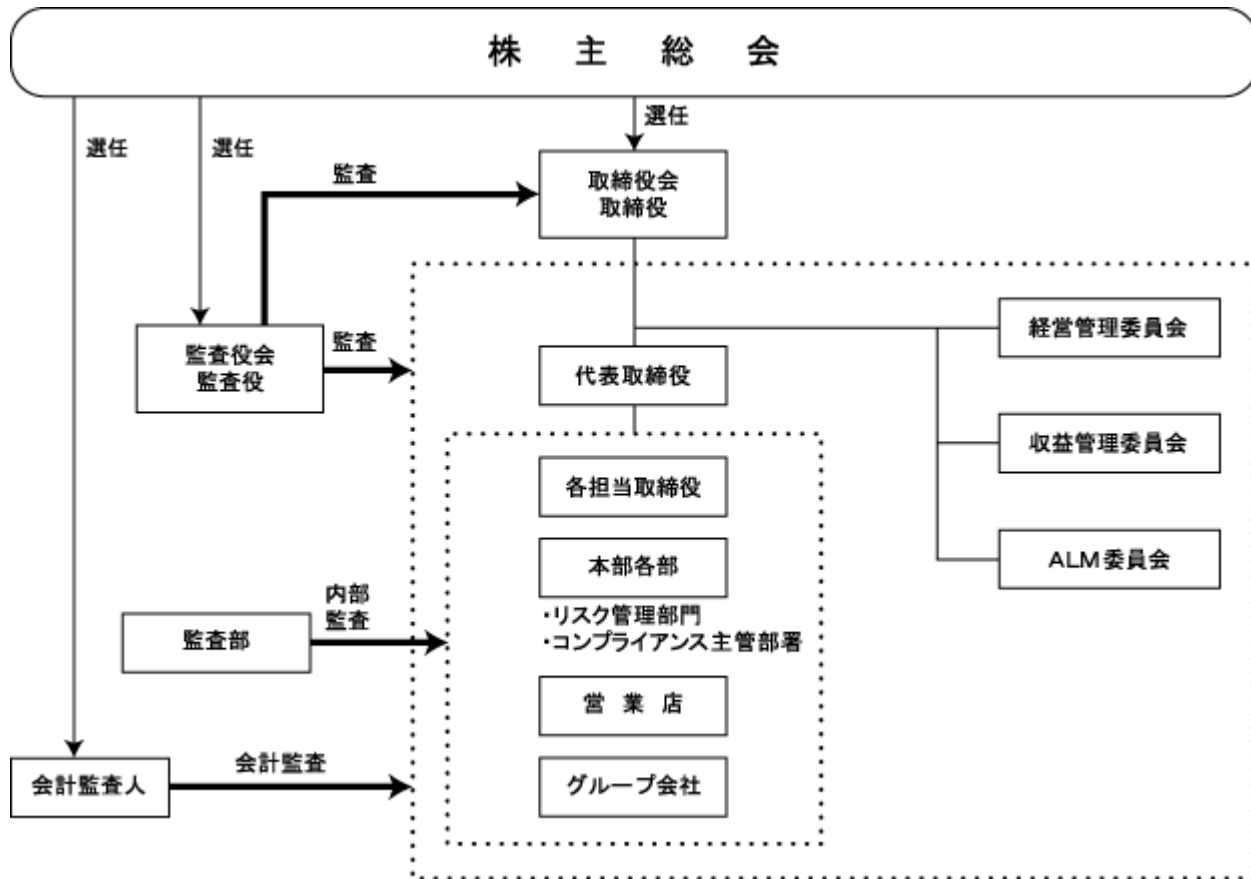 株主総会
選任
選任
選任
監査
取締役会
取締役
監査役会
監査役
監査
代表取締役
経営管理委員会
収益管理委員会
ALM委員会
各担当取締役
本部各部
・リスク管理部門
・コンプライアンス主管部署
内部
監査
監査部
営業店
会計監査人
会計監査
グループ会社